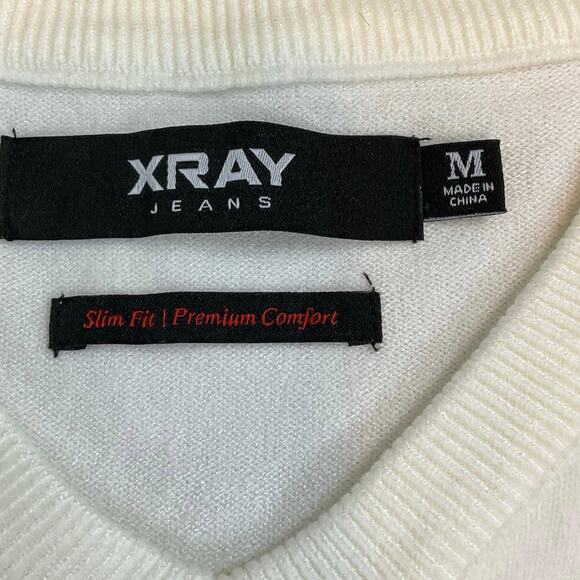 XRAY
JEANS
M
MADE IN
CHINA
Slim Fit | Premium Comfort